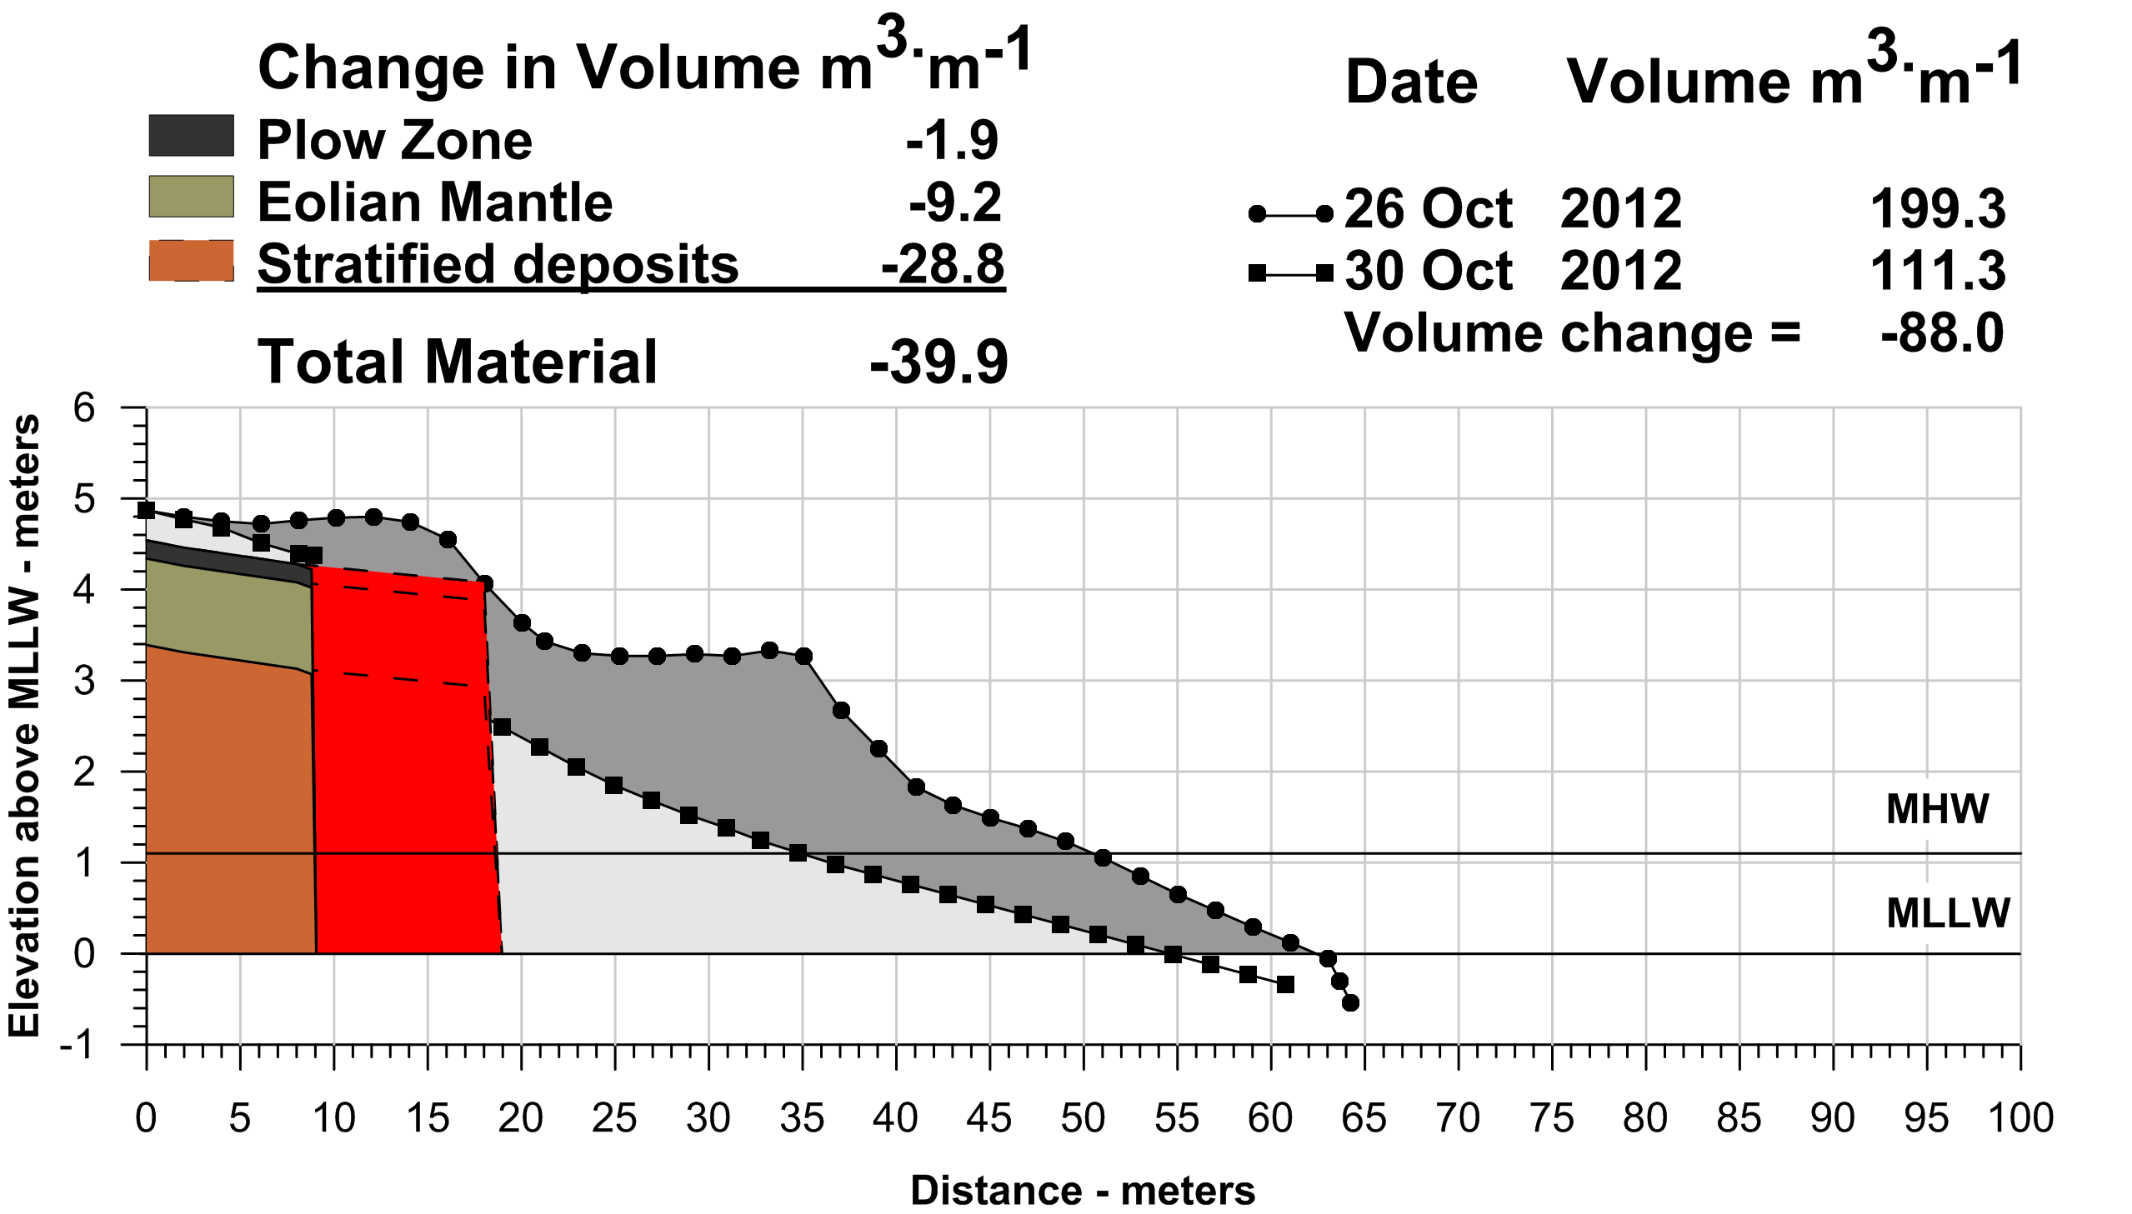 Change in Volume m3·m-1
Plow Zone -1.9
Eolian Mantle -9.2
Stratified deposits -28.8
Total Material -39.9
Date Volume m3·m-1
26 Oct 2012 199.3
30 Oct 2012 111.3
Volume change = -88.0
Elevation above MLLW - meters
6
5
4
3
2
1
0
-1
MHW
MLLW
0 5 10 15 20 25 30 35 40 45 50 55 60 65 70 75 80 85 90 95 100
Distance - meters